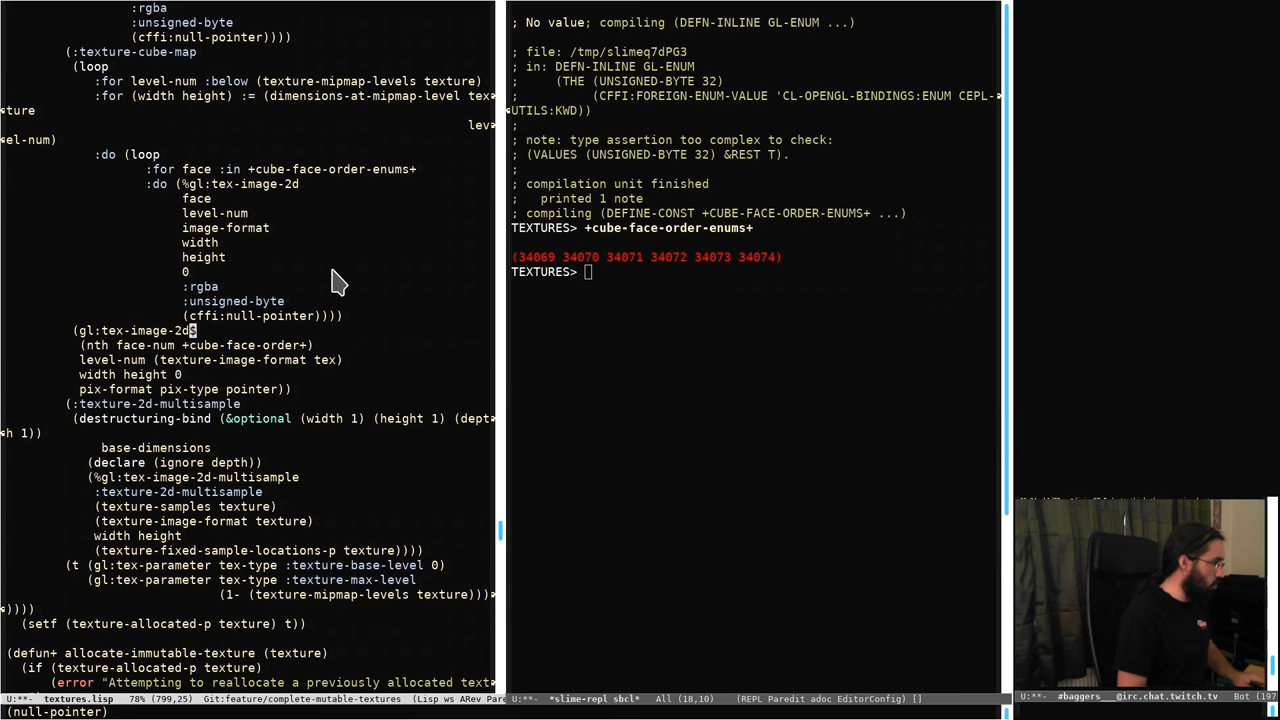 :rgba
:unsigned-byte
(cffi:null-pointer))))
(:texture-cube-map
(loop
:for level-num :below (texture-mipmap-levels texture)
:for (width height) := (dimensions-at-mipmap-level tex
ture
lev
el-num)
:do (loop
:for face :in +cube-face-order-enums+
:do (%gl:tex-image-2d
face
level-num
image-format
width
height
0
:rgba
:unsigned-byte
(cffi:null-pointer))))
(gl:tex-image-2d$
(nth face-num +cube-face-order+)
level-num (texture-image-format tex)
width height 0
pix-format pix-type pointer))
(:texture-2d-multisample
(destructuring-bind (&optional (width 1) (height 1) (dept
h 1))
base-dimensions
(declare (ignore depth))
(%gl:tex-image-2d-multisample
:texture-2d-multisample
(texture-samples texture)
(texture-image-format texture)
width height
(texture-fixed-sample-locations-p texture))))
(t (gl:tex-parameter tex-type :texture-base-level 0)
(gl:tex-parameter tex-type :texture-max-level
(1- (texture-mipmap-levels texture)))
))))
(setf (texture-allocated-p texture) t))
(defun+ allocate-immutable-texture (texture)
(if (texture-allocated-p texture)
(error "Attempting to reallocate a previously allocated text
U:**- textures.lisp 78% (799,25) Git:feature/complete-mutable-textures (Lisp ws ARev Pare
(null-pointer)
; No value; compiling (DEFN-INLINE GL-ENUM ...)
; file: /tmp/slimeq7dPG3
; in: DEFN-INLINE GL-ENUM
; (THE (UNSIGNED-BYTE 32)
; (CFFI:FOREIGN-ENUM-VALUE 'CL-OPENGL-BINDINGS:ENUM CEPL-
UTILS:KWD))
;
; note: type assertion too complex to check:
; (VALUES (UNSIGNED-BYTE 32) &REST T).
;
; compilation unit finished
; printed 1 note
; compiling (DEFINE-CONST +CUBE-FACE-ORDER-ENUMS+ ...)
TEXTURES> +cube-face-order-enums+
(34069 34070 34071 34072 34073 34074)
TEXTURES>
U:**- *slime-repl sbcl* All (18,10) (REPL Paredit adoc EditorConfig) []
U:**- #baggers___@irc.chat.twitch.tv Bot (197